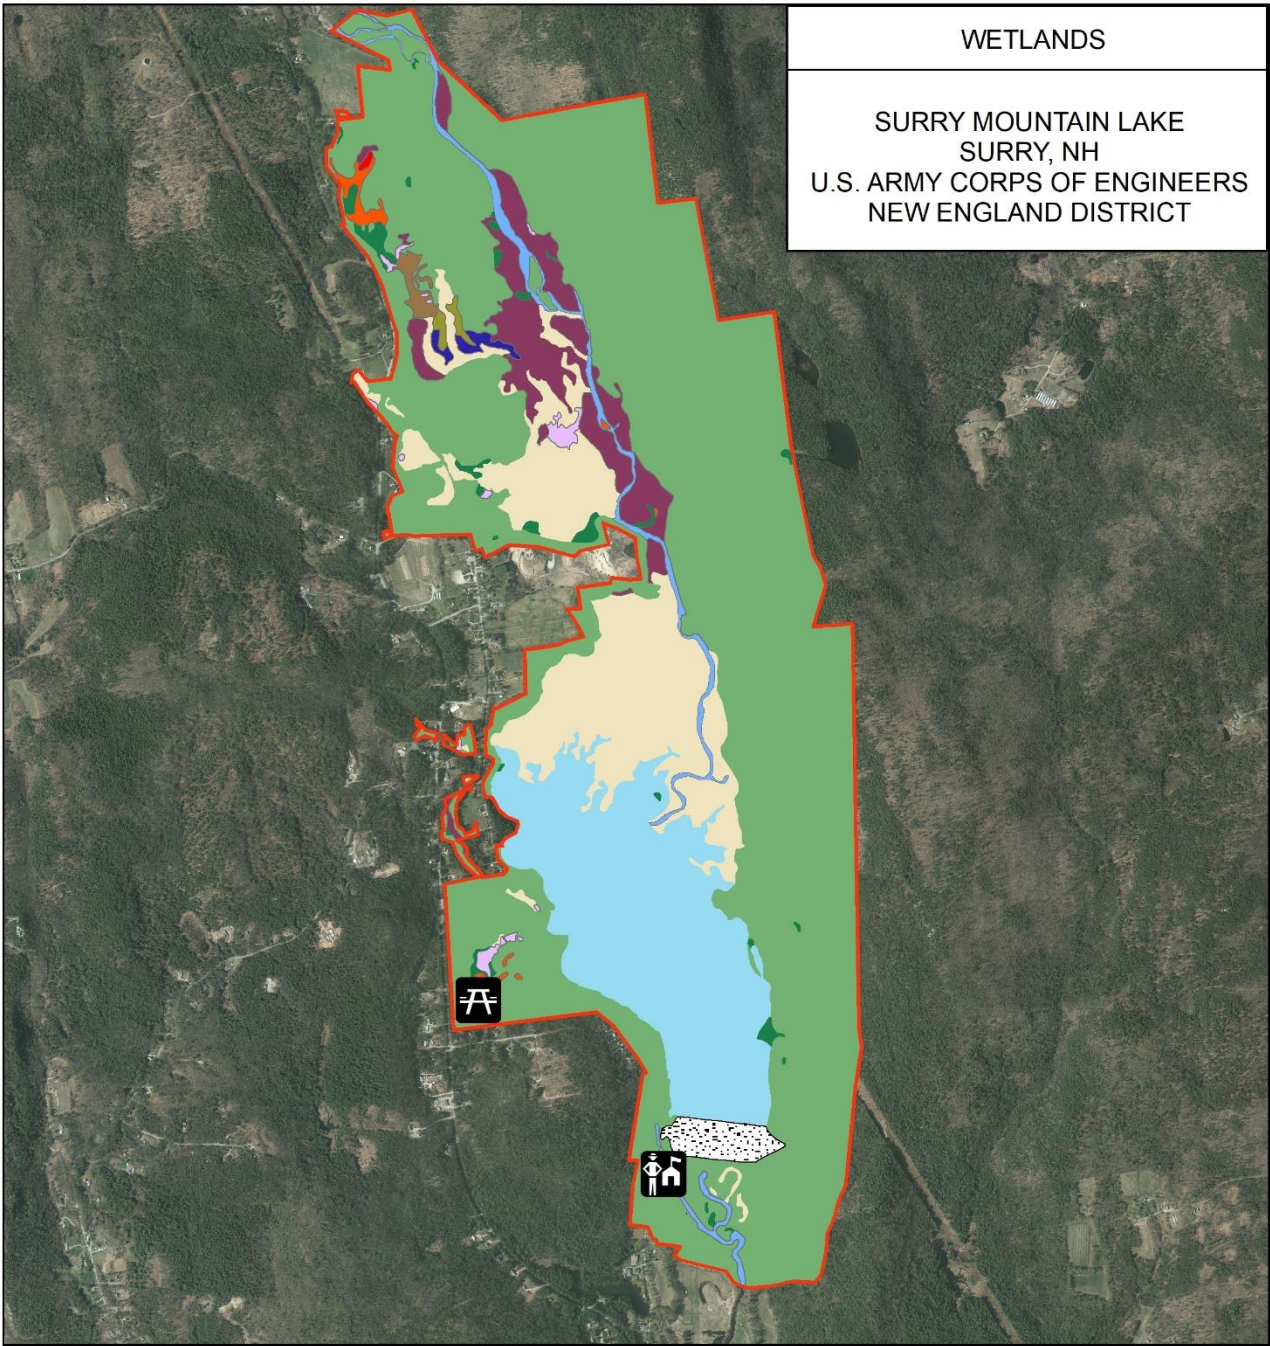 WETLANDS
SURRY MOUNTAIN LAKE
SURRY, NH
U.S. ARMY CORPS OF ENGINEERS
NEW ENGLAND DISTRICT